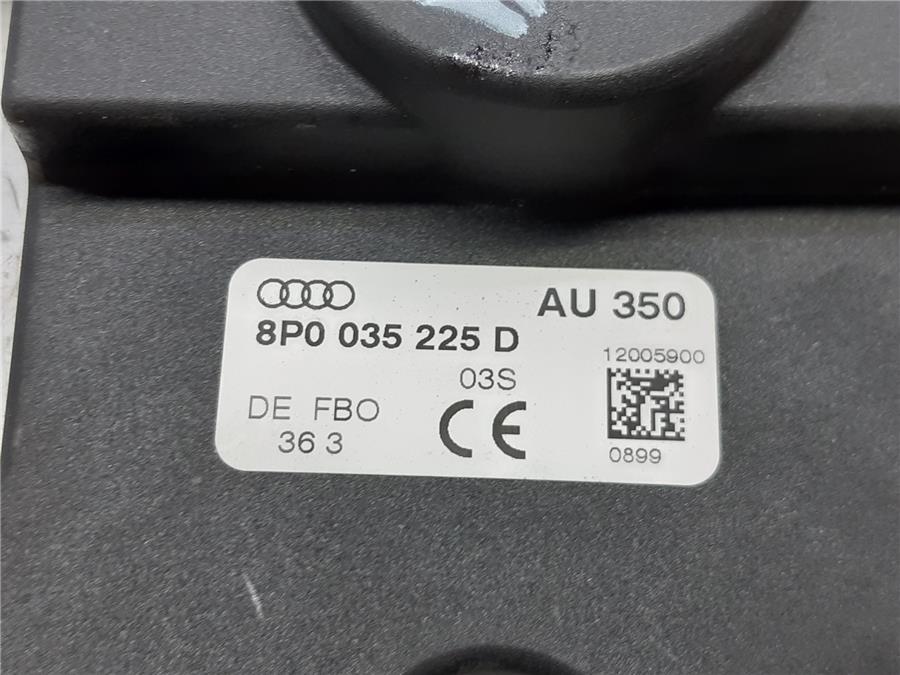 AU 350
8P0 035 225 D
12005900
03S
DE FBO
CE
36 3
0899